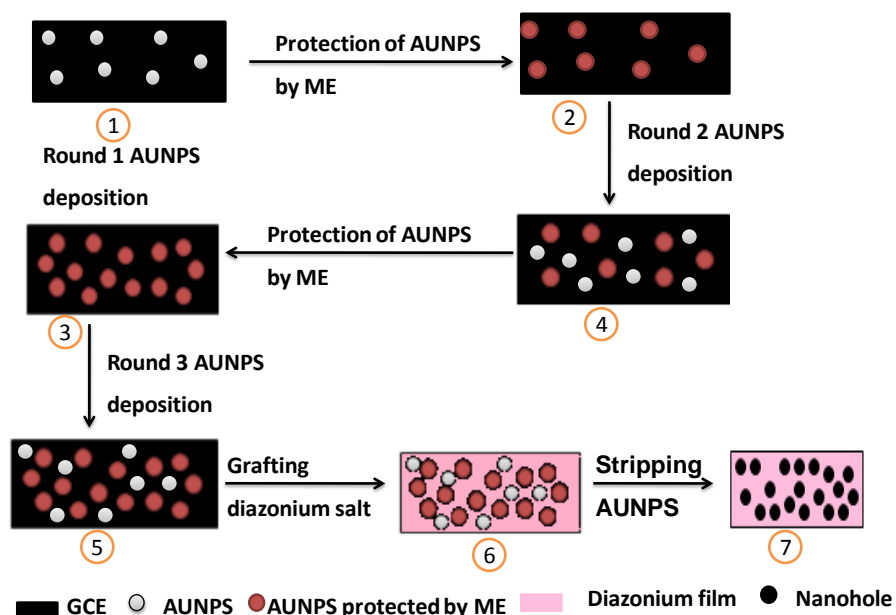 Protection of AUNPS
by ME
1
2
Round 1 AUNPS
deposition
Round 2 AUNPS
deposition
Protection of AUNPS
by ME
3
4
Round 3 AUNPS
deposition
Grafting
diazonium salt
Stripping
AUNPS
5
6
7
GCE AUNPS AUNPS protected by ME Diazonium film Nanohole